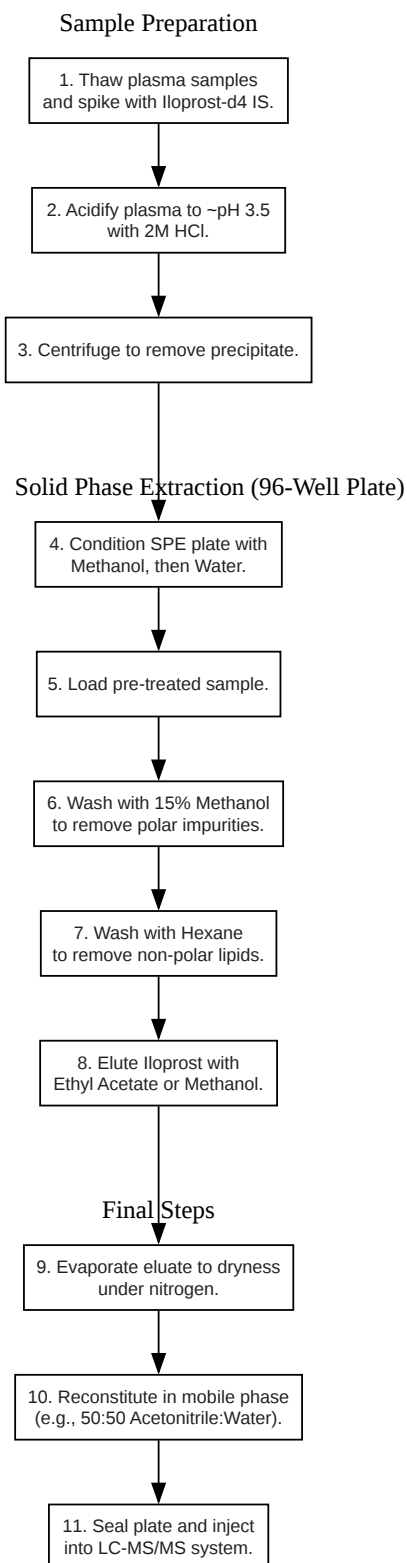 Sample Preparation
1. Thaw plasma samples
and spike with Iloprost-d4 IS.
2. Acidify plasma to ~pH 3.5
with 2M HCl.
3. Centrifuge to remove precipitate.
Solid Phase Extraction (96-Well Plate)
4. Condition SPE plate with
Methanol, then Water.
5. Load pre-treated sample.
6. Wash with 15% Methanol
to remove polar impurities.
7. Wash with Hexane
to remove non-polar lipids.
8. Elute Iloprost with
Ethyl Acetate or Methanol.
Final Steps
9. Evaporate eluate to dryness
under nitrogen.
10. Reconstitute in mobile phase
(e.g., 50:50 Acetonitrile:Water).
11. Seal plate and inject
into LC-MS/MS system.